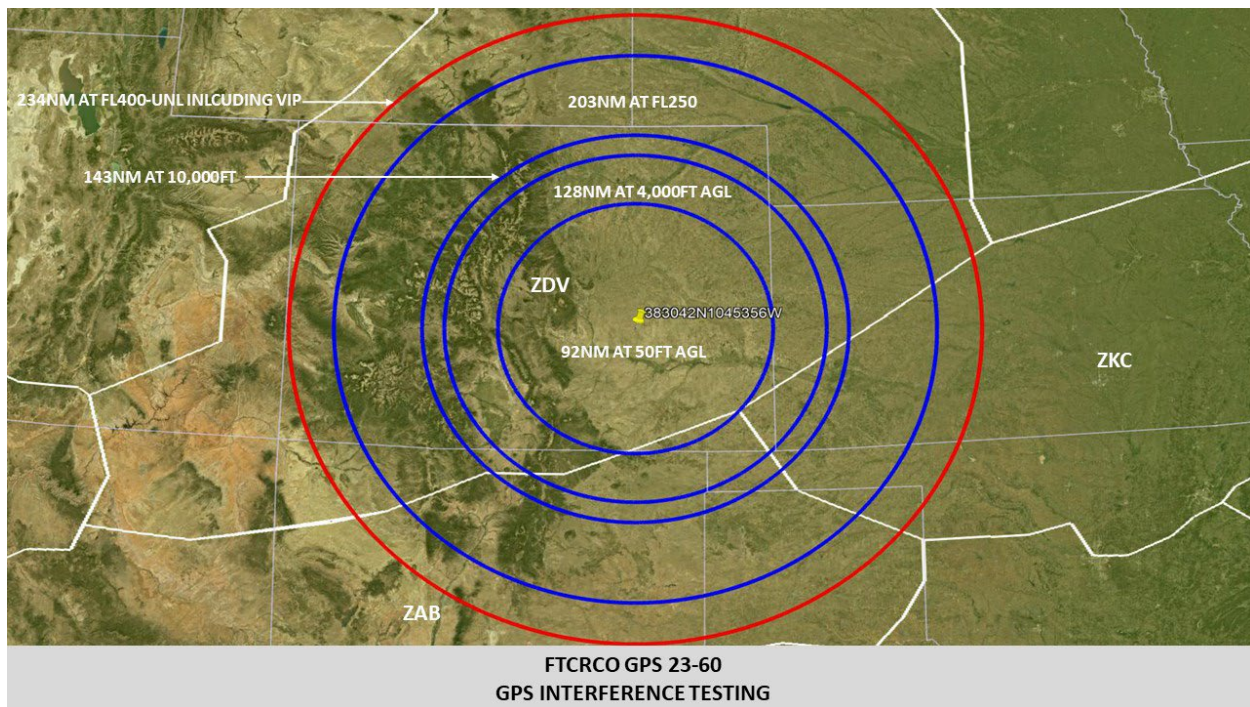 234NM AT FL400-UNL INLCUDING VIP
203NM AT FL250
143NM AT 10,000FT
128NM AT 4,000FT AGL
ZDV
383042N1045356W
92NM AT 50FT AGL
ZKC
ZAB
FTCRCO GPS 23-60
GPS INTERFERENCE TESTING